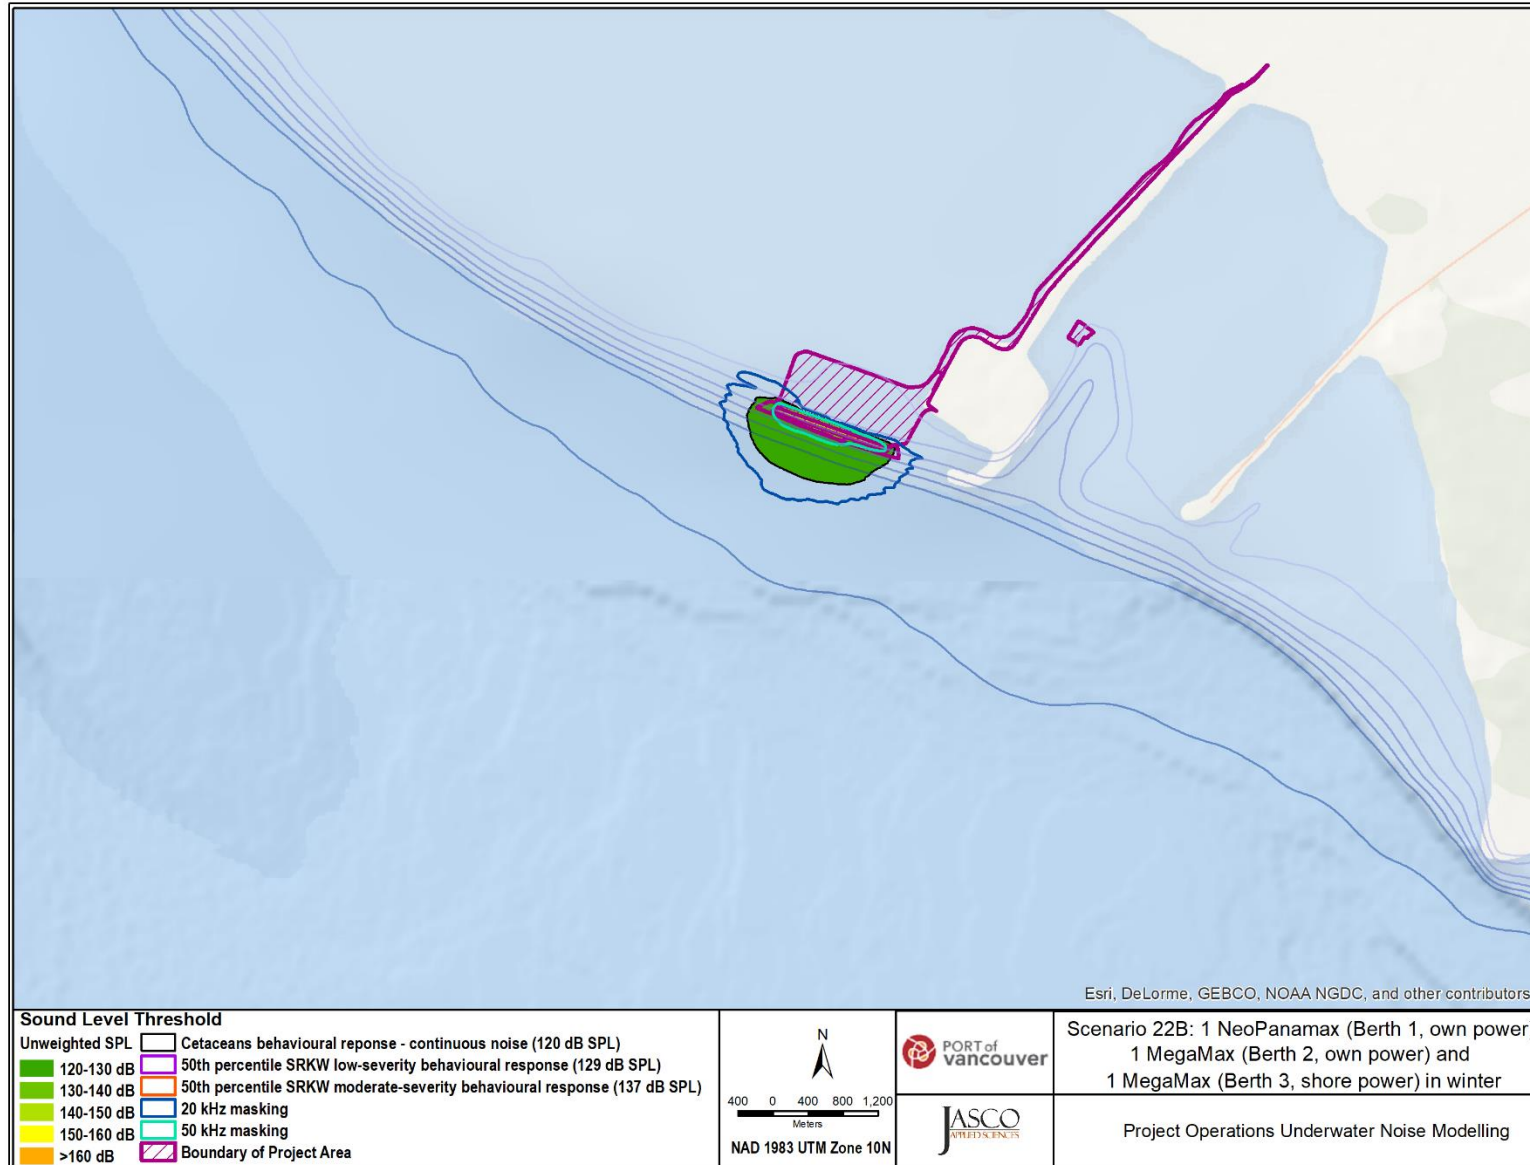 Esri, DeLorme, GEBCO, NOAA NGDC, and other contributors
Sound Level Threshold
Unweighted SPL
120-130 dB
130-140 dB
140-150 dB
150-160 dB
>160 dB
Cetaceans behavioural reponse - continuous noise (120 dB SPL)
50th percentile SRKW low-severity behavioural response (129 dB SPL)
50th percentile SRKW moderate-severity behavioural response (137 dB SPL)
20 kHz masking
50 kHz masking
Boundary of Project Area
N
400 0 400 800 1,200
Meters
NAD 1983 UTM Zone 10N
PORT of
vancouver
JASCO
APPLIED SCIENCES
Scenario 22B: 1 NeoPanamax (Berth 1, own power
1 MegaMax (Berth 2, own power) and
1 MegaMax (Berth 3, shore power) in winter
Project Operations Underwater Noise Modelling